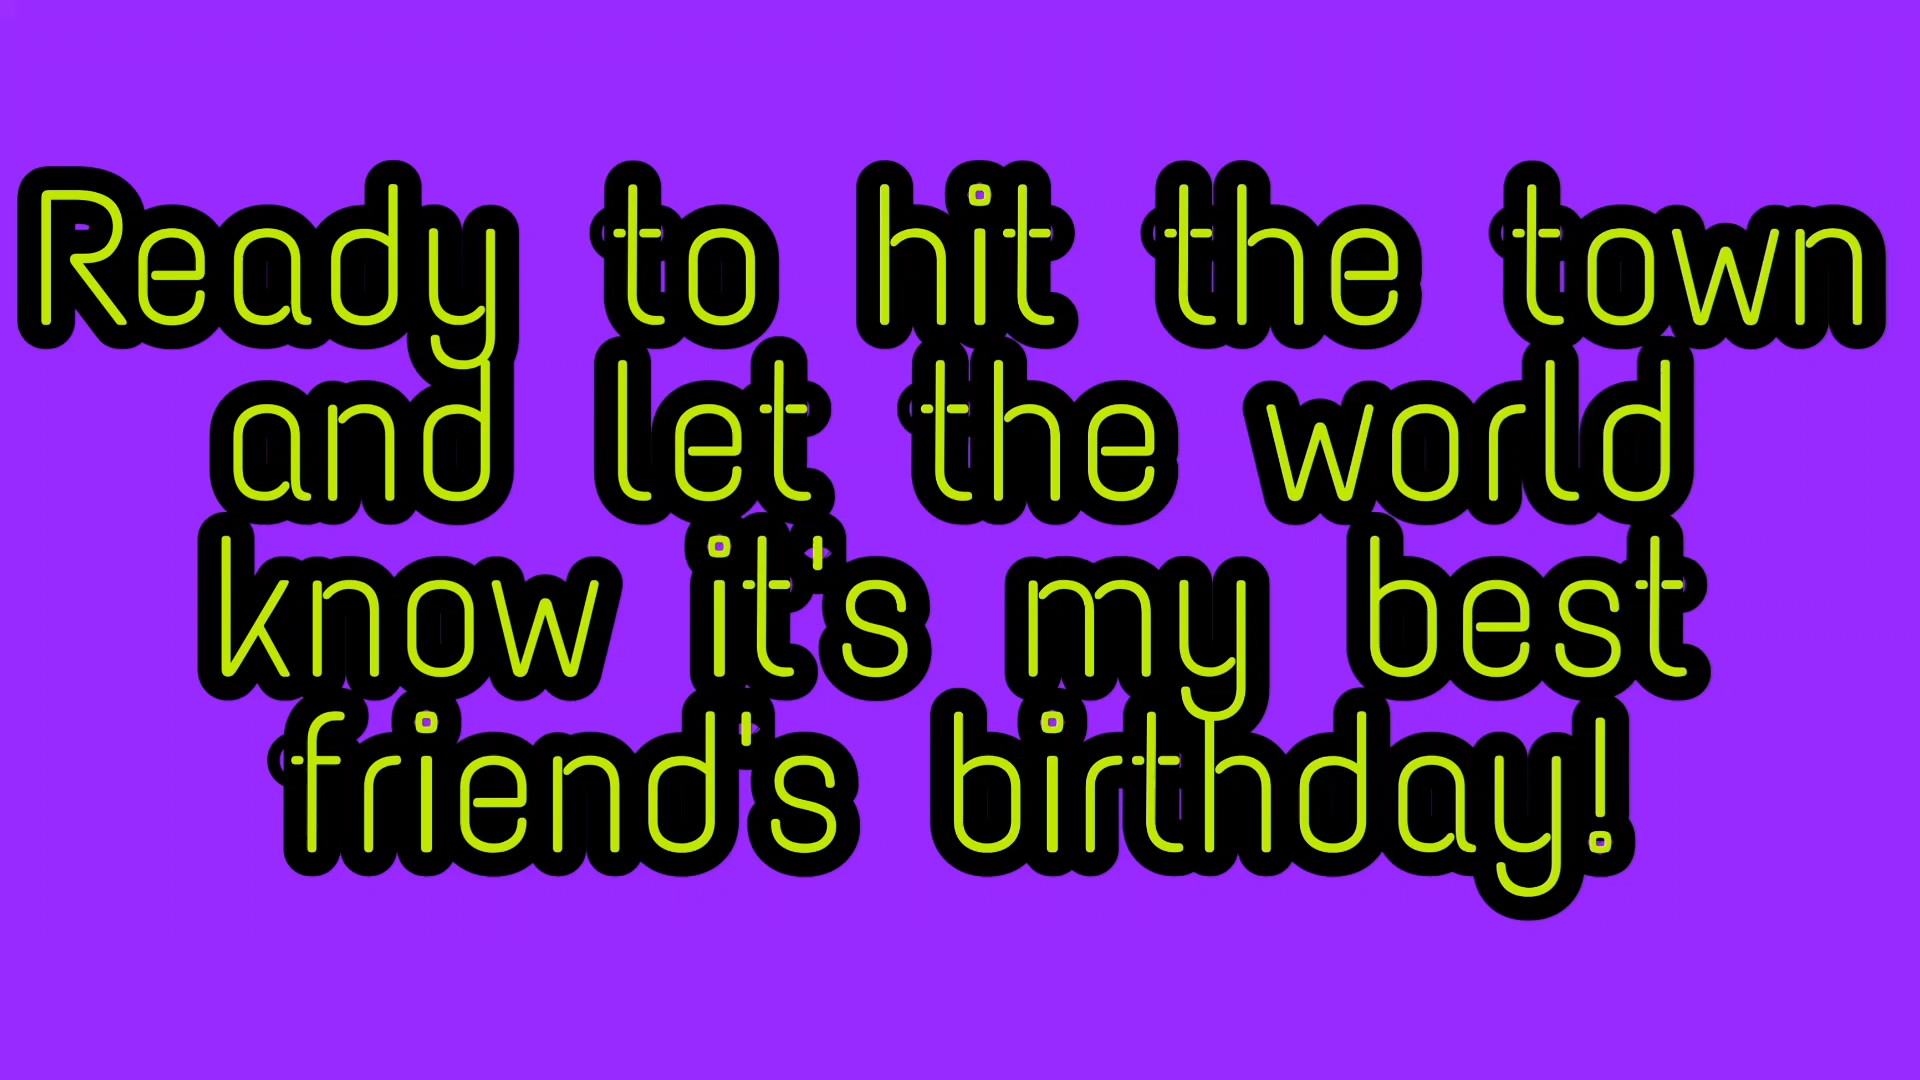 Ready to hit the town
and let the world
know it's my best
friend's birthday!